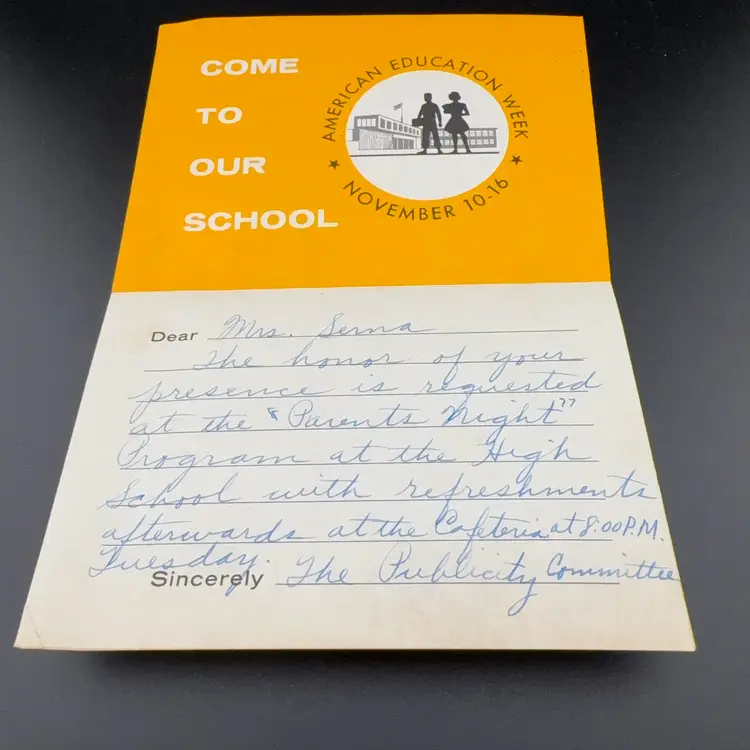 COME
TO
OUR
SCHOOL
AMERICAN EDUCATION WEEK
★ NOVEMBER 10-16 ★
Dear Mrs. Serna
The honor of your
presence is requested
at the "Parents Night"
Program at the High
School with refreshments
afterwards at the Cafeteria at 8:00 P.M.
Tuesday.
Sincerely The Publicity Committee